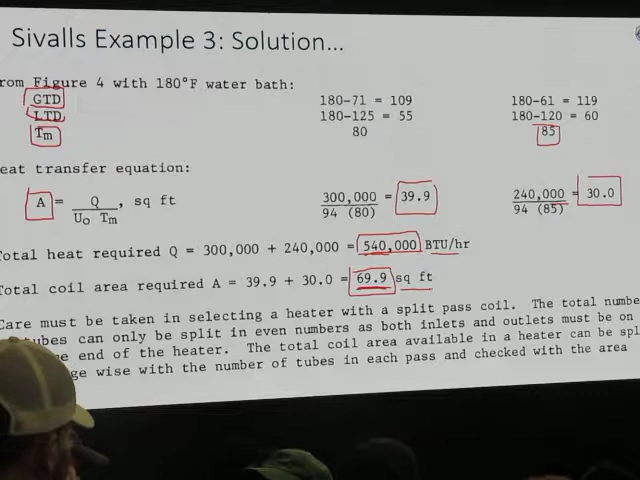 Sivalls Example 3: Solution...
rom Figure 4 with 180°F water bath:
GTD 180-71 = 109 180-61 = 119
LTD 180-125 = 55 180-120 = 60
Tm 80 85
eat transfer equation:
A = Q / Uo Tm , sq ft 300,000 / 94 (80) = 39.9 240,000 / 94 (85) = 30.0
otal heat required Q = 300,000 + 240,000 = 540,000 BTU/hr
otal coil area required A = 39.9 + 30.0 = 69.9 sq ft
Care must be taken in selecting a heater with a split pass coil. The total numbe
tubes can only be split in even numbers as both inlets and outlets must be on
e end of the heater. The total coil area available in a heater can be spl
ge wise with the number of tubes in each pass and checked with the area